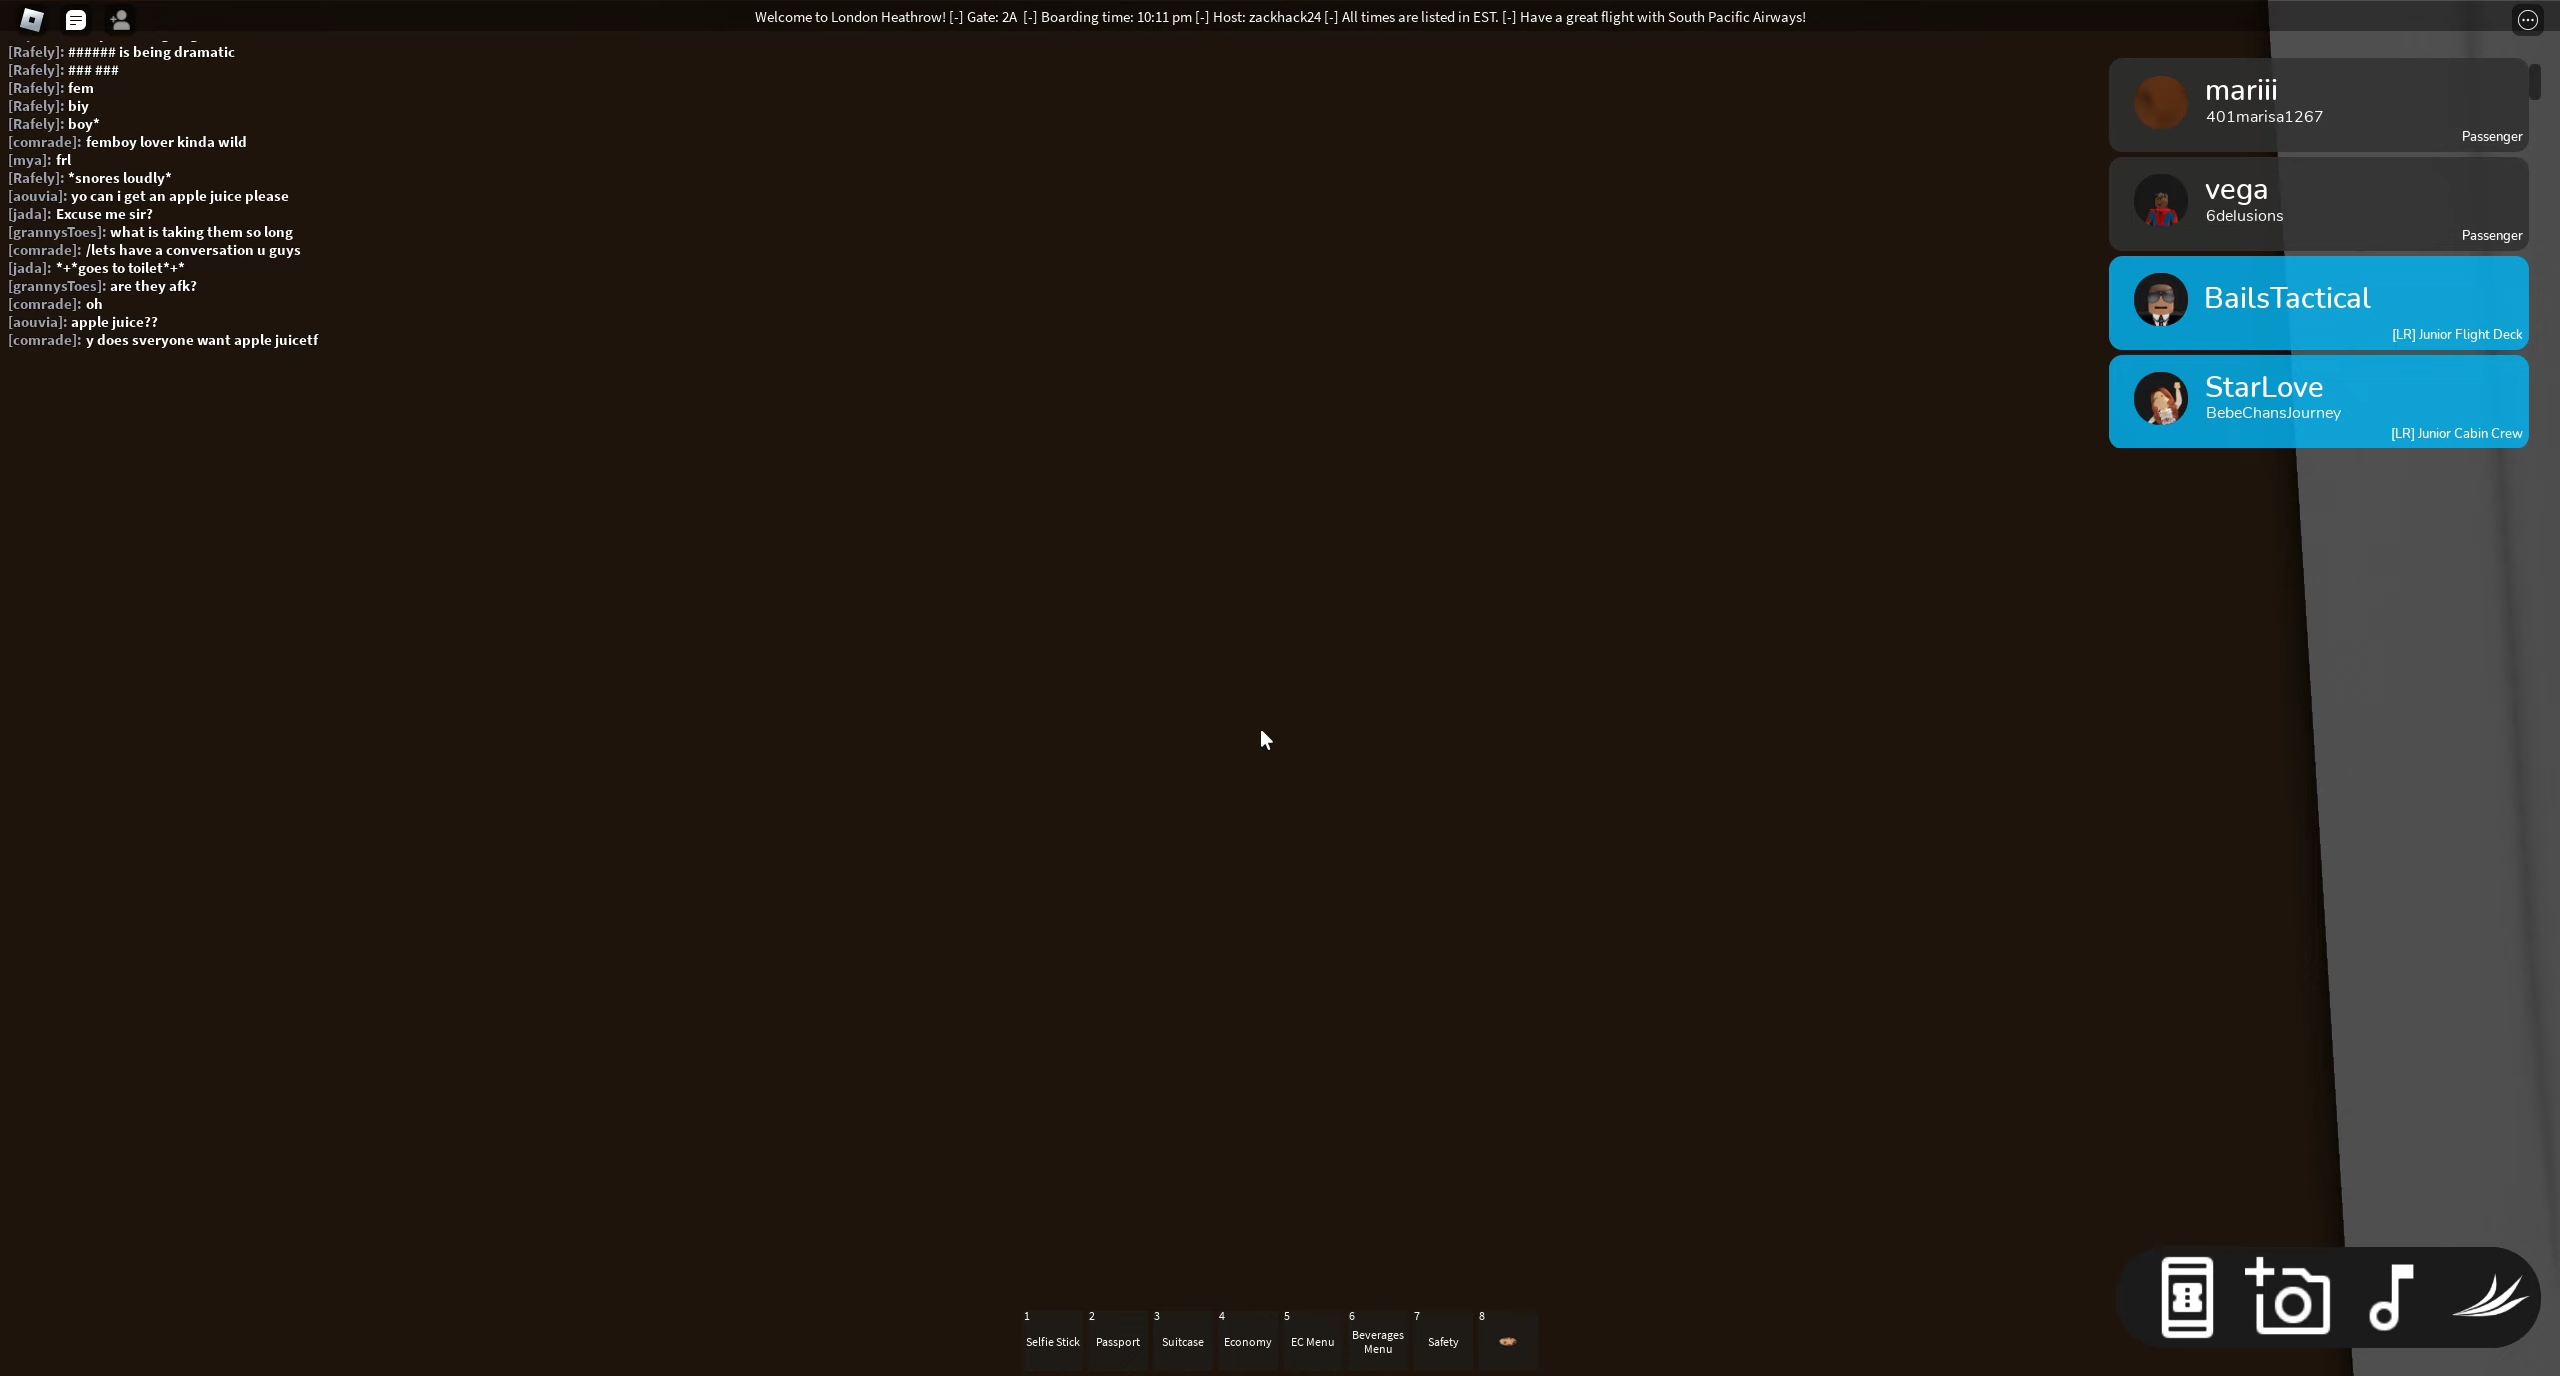 Welcome to London Heathrow! [-] Gate: 2A [-] Boarding time: 10:11 pm [-] Host: zackhack24 [-] All times are listed in EST. [-] Have a great flight with South Pacific Airways!
[Rafely]: ###### is being dramatic
[Rafely]: ### ###
[Rafely]: fem
[Rafely]: biy
[Rafely]: boy*
[comrade]: femboy lover kinda wild
[mya]: frl
[Rafely]: *snores loudly*
[aouvia]: yo can i get an apple juice please
[jada]: Excuse me sir?
[grannysToes]: what is taking them so long
[comrade]: /lets have a conversation u guys
[jada]: *+*goes to toilet*+*
[grannysToes]: are they afk?
[comrade]: oh
[aouvia]: apple juice??
[comrade]: y does sveryone want apple juicetf
mariii
401marisa1267
Passenger
vega
6delusions
Passenger
BailsTactical
[LR] Junior Flight Deck
StarLove
BebeChansJourney
[LR] Junior Cabin Crew
1
Selfie Stick
2
Passport
3
Suitcase
4
Economy
5
EC Menu
6
Beverages
Menu
7
Safety
8